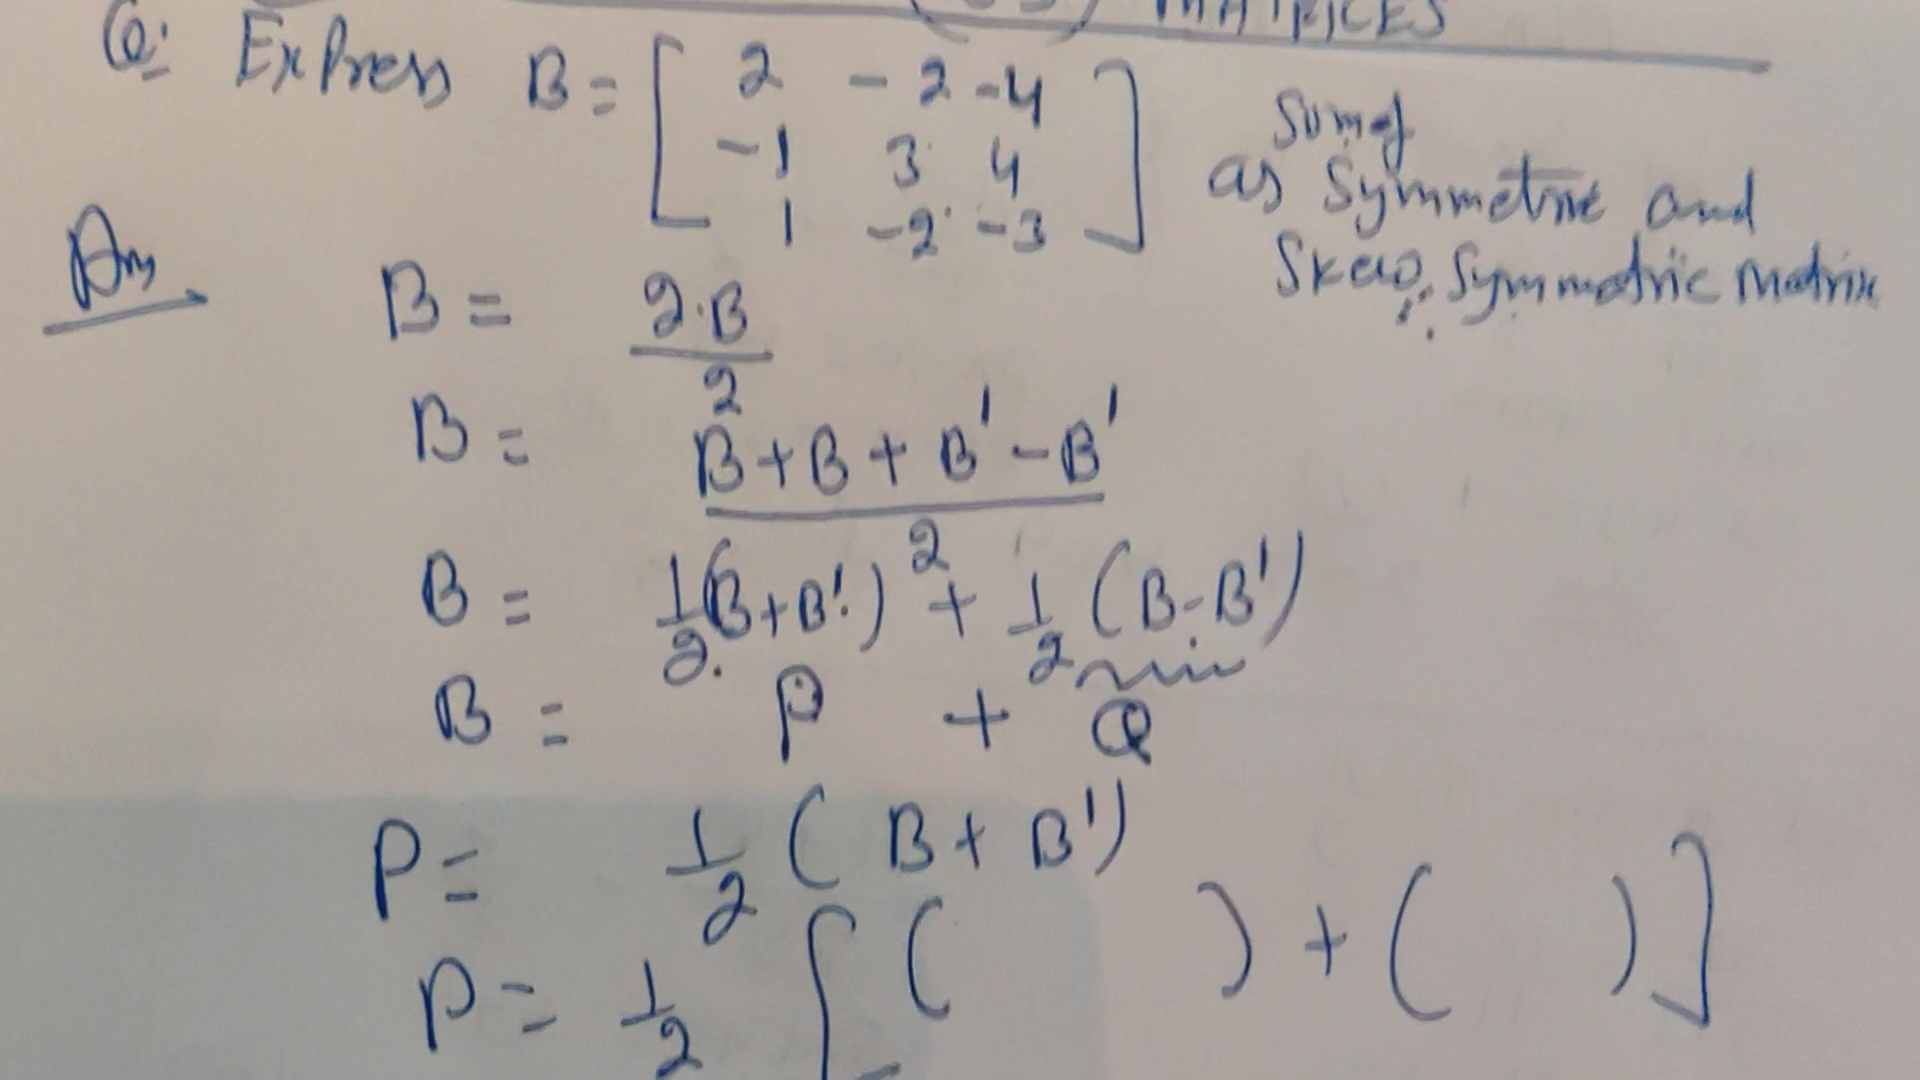 MATRICES
Q: Express B = [ 2 -2 -4
-1 3 4
1 -2 -3 ]
sum of
as Symmetric and
Skew, Symmetric Matrix
Ans
B = 2.B
2
B = B+B+B'-B'
2
B = 1/2 (B+B') + 1/2 (B-B')
B = P + Q
P = 1/2 ( B + B')
P = 1/2 [ ( ) + ( ) ]